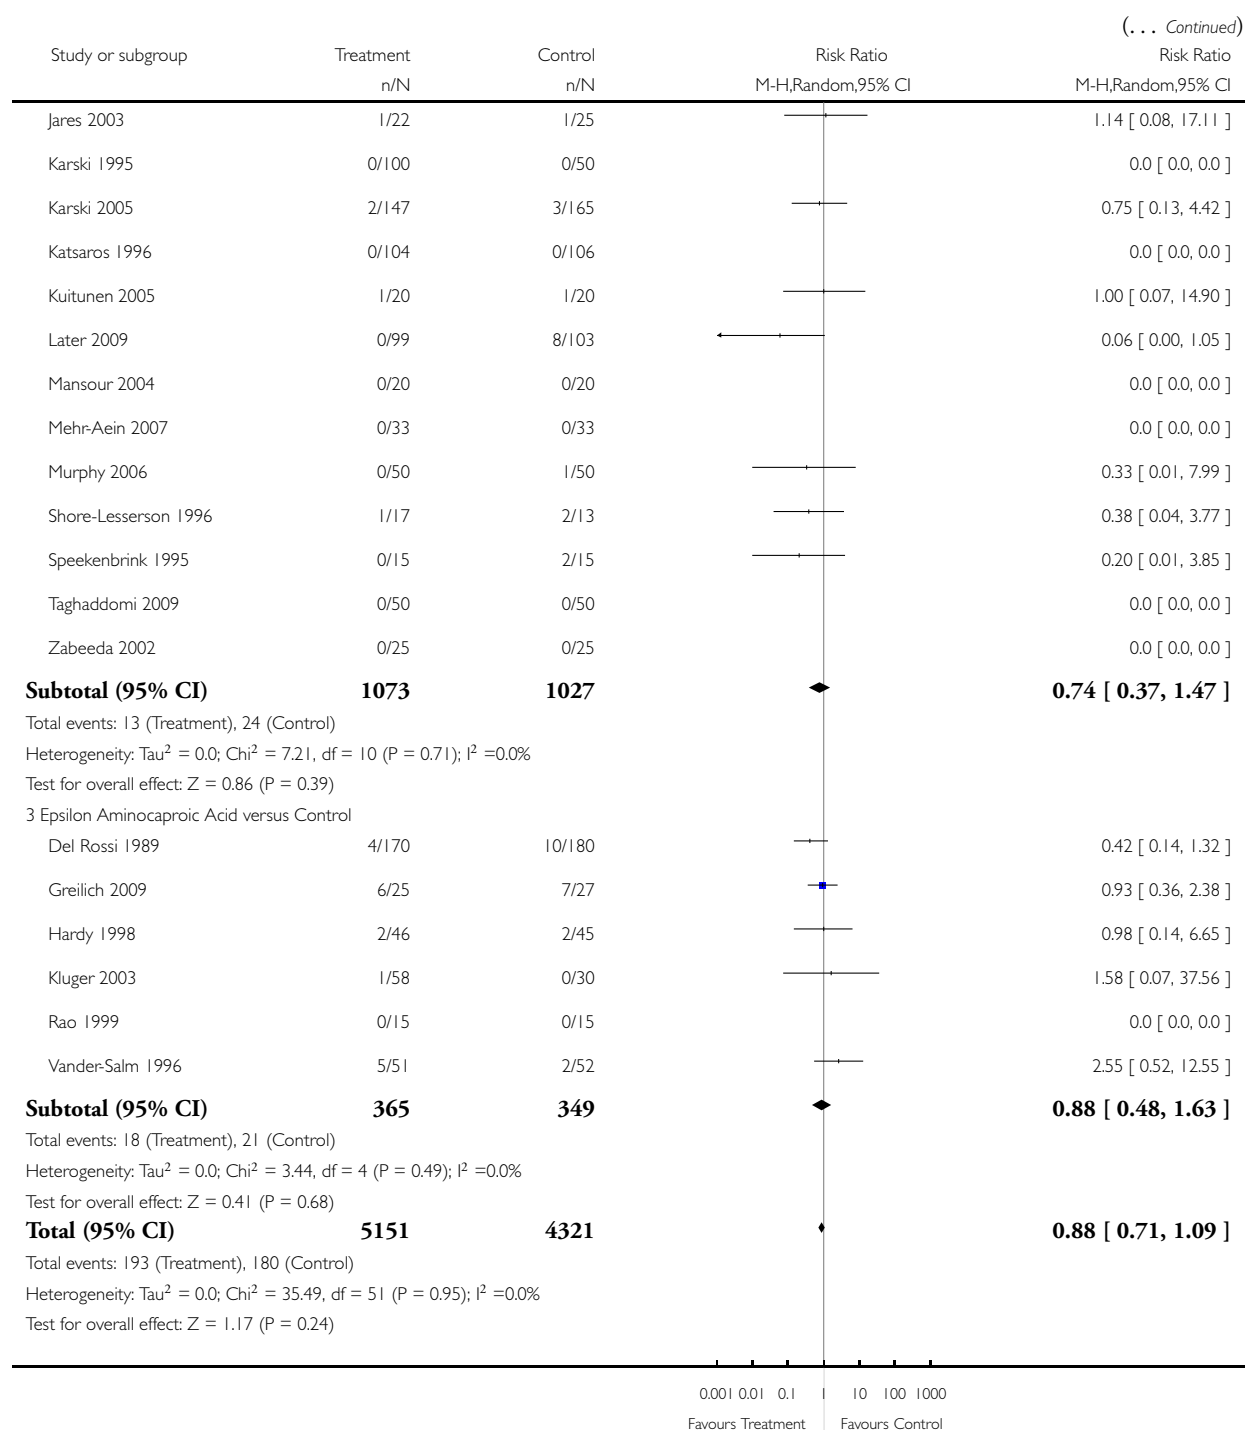 (... Continued)
Study or subgroup Treatment Control Risk Ratio Risk Ratio
n/N n/N M-H,Random,95% CI M-H,Random,95% CI
Jares 2003 1/22 1/25 1.14 [ 0.08, 17.11 ]
Karski 1995 0/100 0/50 0.0 [ 0.0, 0.0 ]
Karski 2005 2/147 3/165 0.75 [ 0.13, 4.42 ]
Katsaros 1996 0/104 0/106 0.0 [ 0.0, 0.0 ]
Kuitunen 2005 1/20 1/20 1.00 [ 0.07, 14.90 ]
Later 2009 0/99 8/103 0.06 [ 0.00, 1.05 ]
Mansour 2004 0/20 0/20 0.0 [ 0.0, 0.0 ]
Mehr-Aein 2007 0/33 0/33 0.0 [ 0.0, 0.0 ]
Murphy 2006 0/50 1/50 0.33 [ 0.01, 7.99 ]
Shore-Lesserson 1996 1/17 2/13 0.38 [ 0.04, 3.77 ]
Speekenbrink 1995 0/15 2/15 0.20 [ 0.01, 3.85 ]
Taghaddomi 2009 0/50 0/50 0.0 [ 0.0, 0.0 ]
Zabeeda 2002 0/25 0/25 0.0 [ 0.0, 0.0 ]
Subtotal (95% CI) 1073 1027 0.74 [ 0.37, 1.47 ]
Total events: 13 (Treatment), 24 (Control)
Heterogeneity: Tau² = 0.0; Chi² = 7.21, df = 10 (P = 0.71); I² =0.0%
Test for overall effect: Z = 0.86 (P = 0.39)
3 Epsilon Aminocaproic Acid versus Control
Del Rossi 1989 4/170 10/180 0.42 [ 0.14, 1.32 ]
Greilich 2009 6/25 7/27 0.93 [ 0.36, 2.38 ]
Hardy 1998 2/46 2/45 0.98 [ 0.14, 6.65 ]
Kluger 2003 1/58 0/30 1.58 [ 0.07, 37.56 ]
Rao 1999 0/15 0/15 0.0 [ 0.0, 0.0 ]
Vander-Salm 1996 5/51 2/52 2.55 [ 0.52, 12.55 ]
Subtotal (95% CI) 365 349 0.88 [ 0.48, 1.63 ]
Total events: 18 (Treatment), 21 (Control)
Heterogeneity: Tau² = 0.0; Chi² = 3.44, df = 4 (P = 0.49); I² =0.0%
Test for overall effect: Z = 0.41 (P = 0.68)
Total (95% CI) 5151 4321 0.88 [ 0.71, 1.09 ]
Total events: 193 (Treatment), 180 (Control)
Heterogeneity: Tau² = 0.0; Chi² = 35.49, df = 51 (P = 0.95); I² =0.0%
Test for overall effect: Z = 1.17 (P = 0.24)
0.001 0.01 0.1 1 10 100 1000
Favours Treatment Favours Control